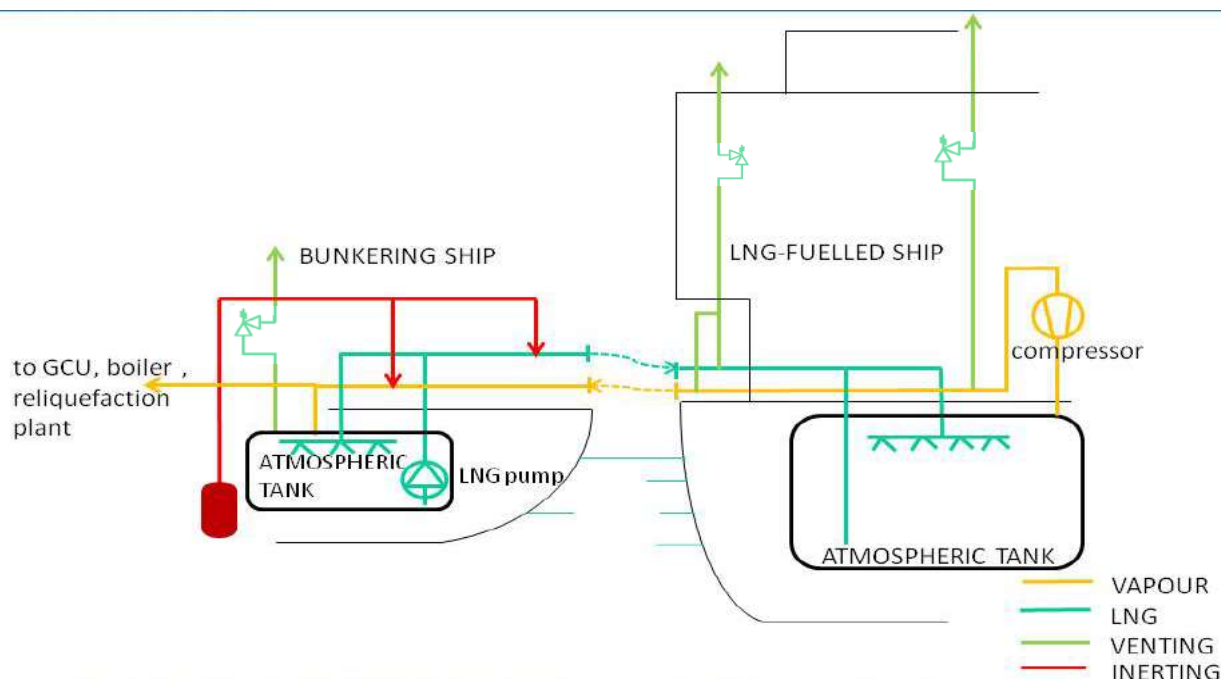 BUNKERING SHIP
LNG-FUELLED SHIP
to GCU, boiler ,
reliquefaction
plant
compressor
ATMOSPHERIC
TANK
LNG pump
ATMOSPHERIC TANK
VAPOUR
LNG
VENTING
INERTING